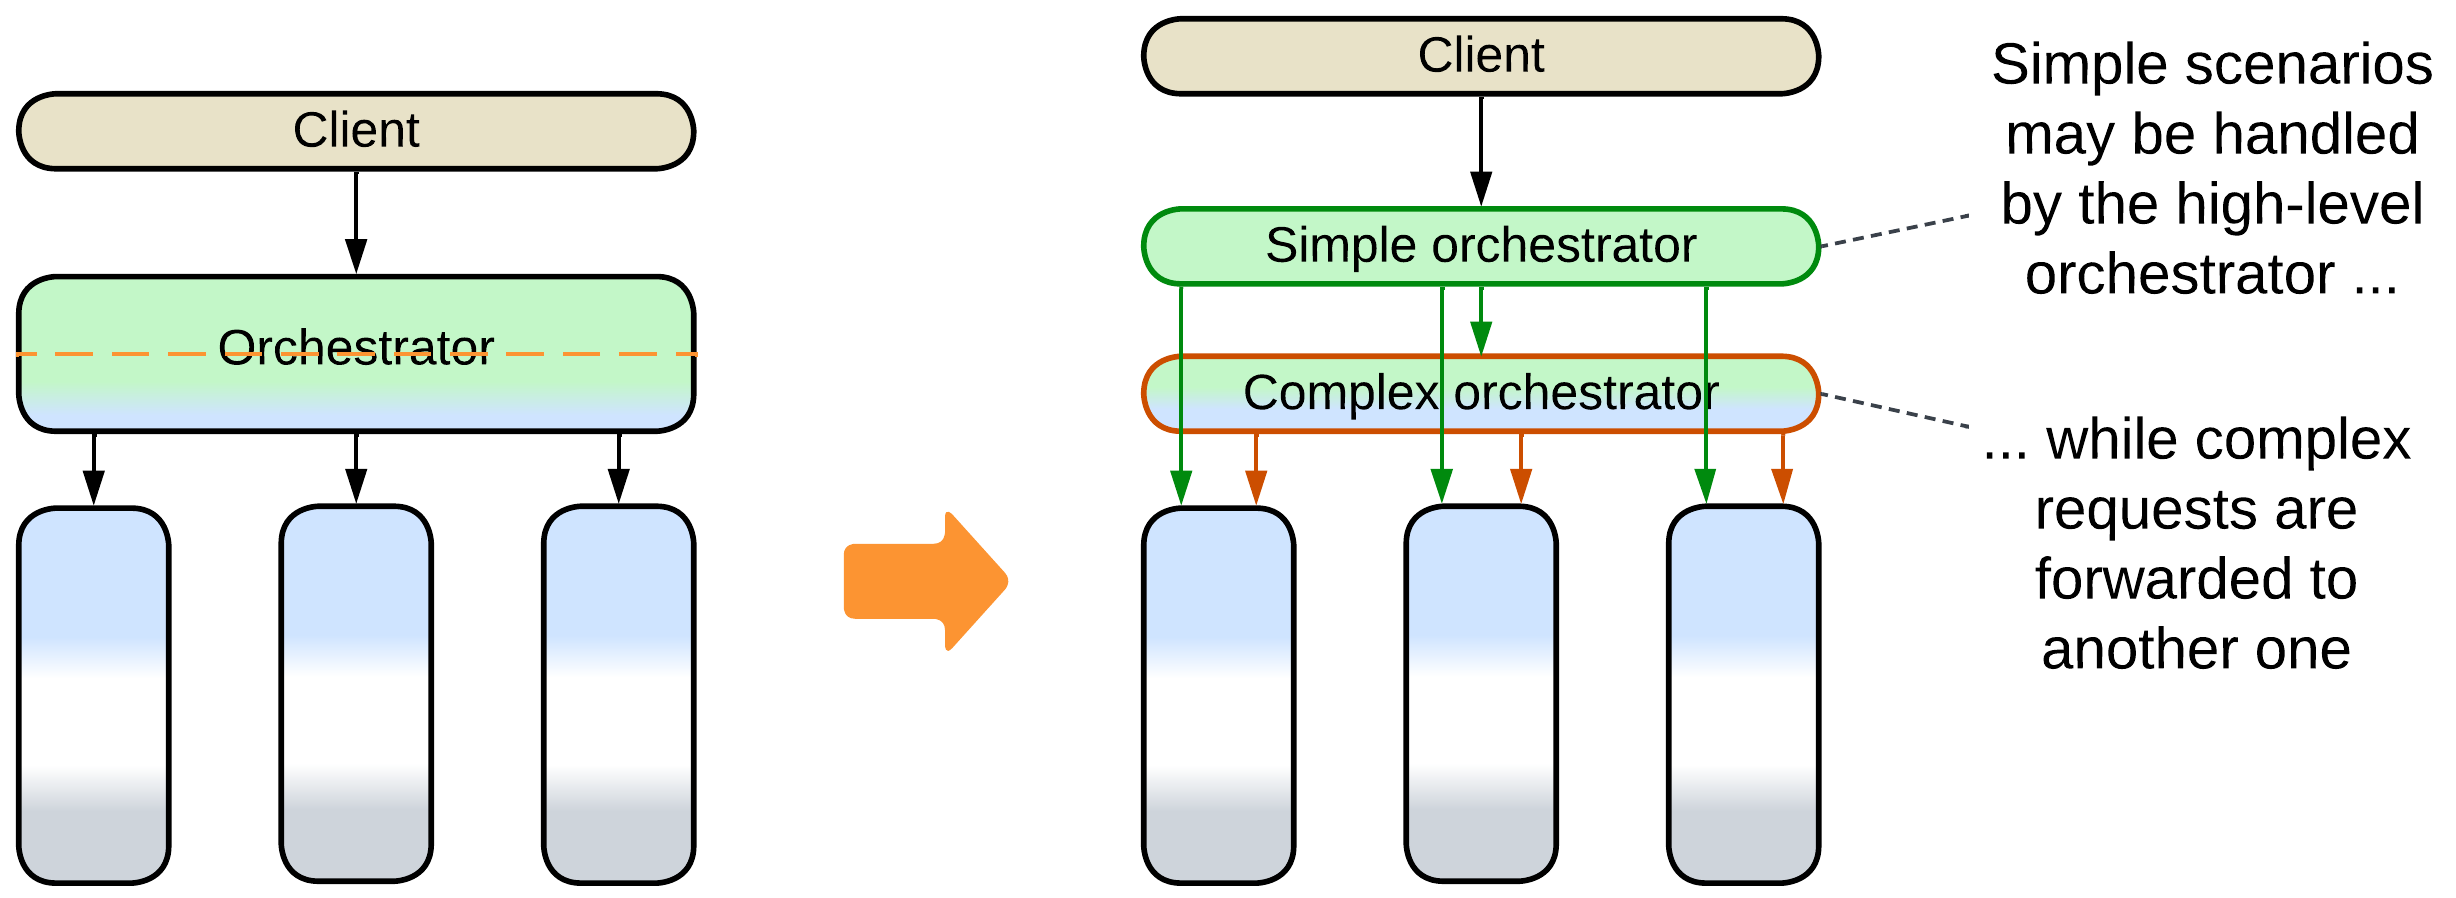 Client
Orchestrator
Client
Simple orchestrator
Complex orchestrator
Simple scenarios
may be handled
by the high-level
orchestrator ...
... while complex
requests are
forwarded to
another one